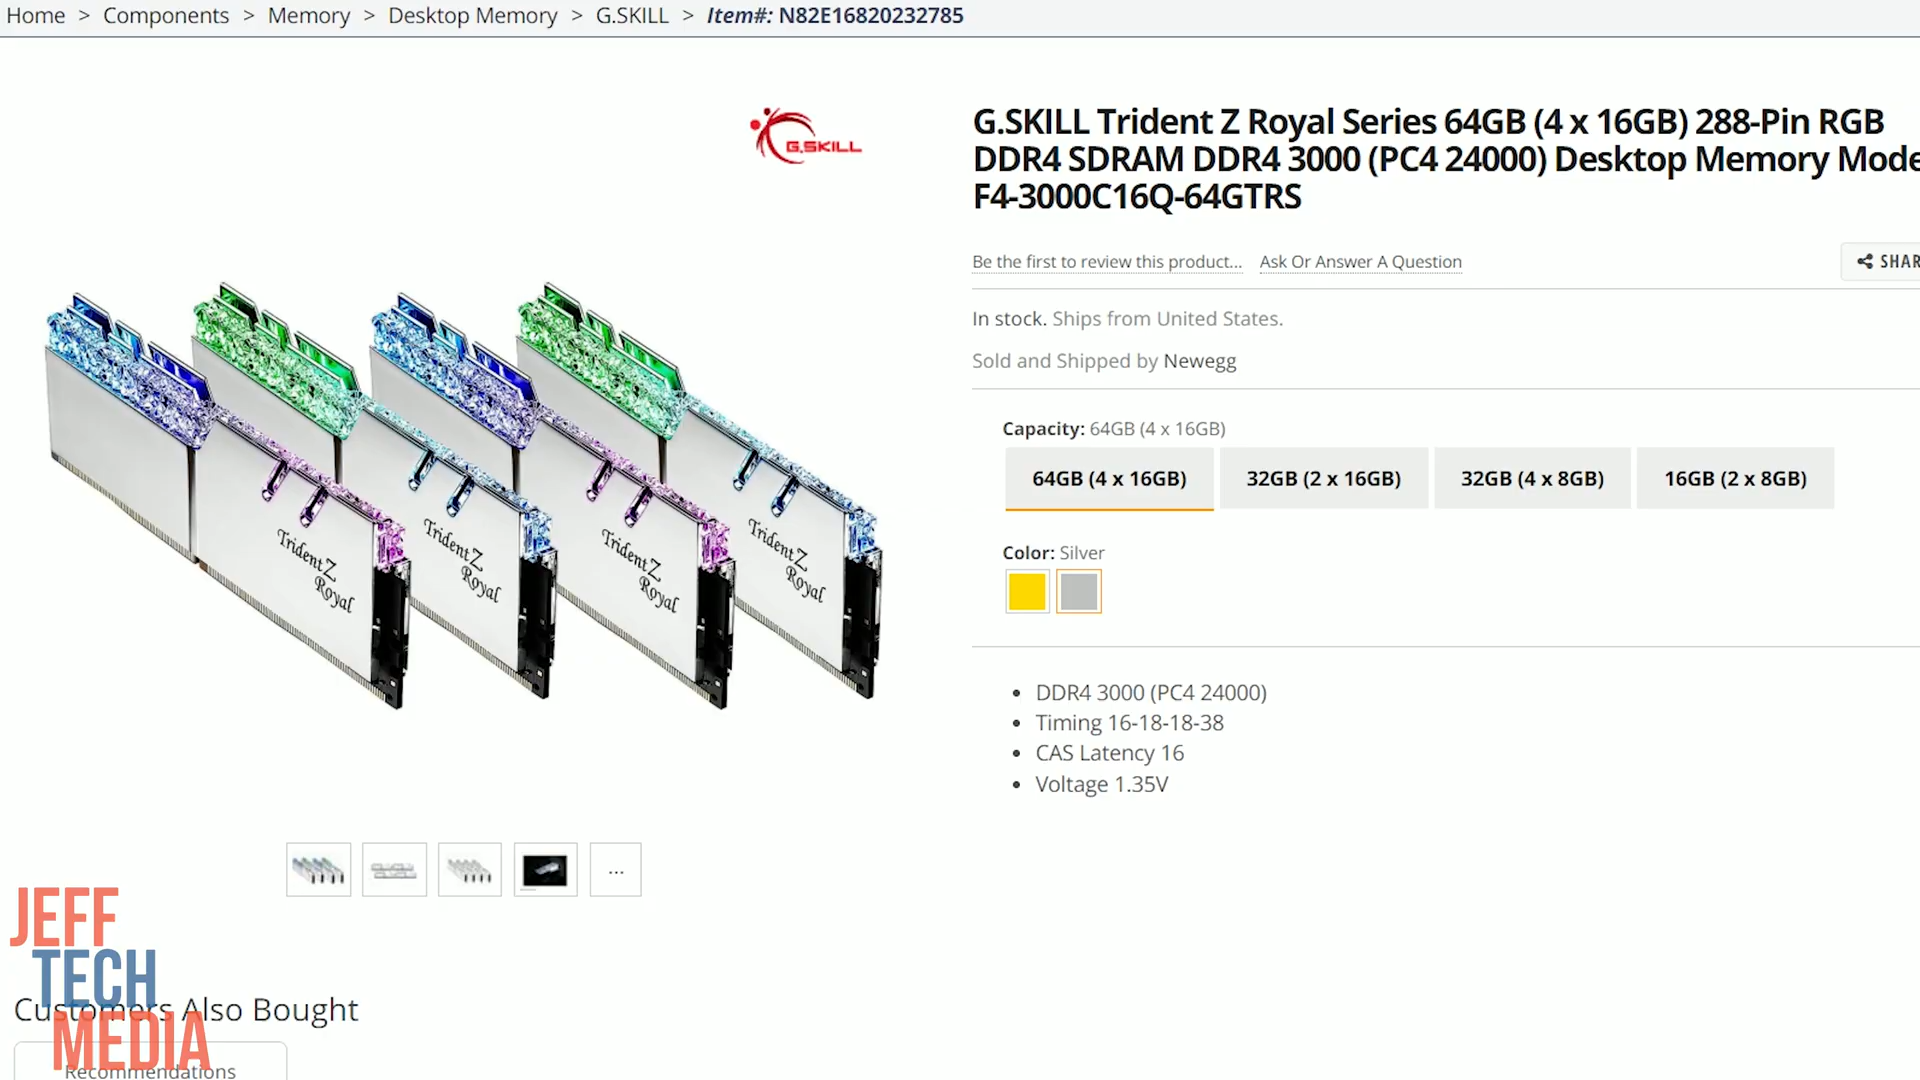 Home > Components > Memory > Desktop Memory > G.SKILL > Item#: N82E16820232785
G.SKILL
G.SKILL Trident Z Royal Series 64GB (4 x 16GB) 288-Pin RGB
DDR4 SDRAM DDR4 3000 (PC4 24000) Desktop Memory Mode
F4-3000C16Q-64GTRS
Be the first to review this product... Ask Or Answer A Question
SHAR
In stock. Ships from United States.
Sold and Shipped by Newegg
Capacity: 64GB (4 x 16GB)
64GB (4 x 16GB) 32GB (2 x 16GB) 32GB (4 x 8GB) 16GB (2 x 8GB)
Color: Silver
Trident Z
Royal
Trident Z
Royal
Trident Z
Royal
Trident Z
Royal
• DDR4 3000 (PC4 24000)
• Timing 16-18-18-38
• CAS Latency 16
• Voltage 1.35V
...
JEFF
TECH
MEDIA
Customers Also Bought
Recommendations